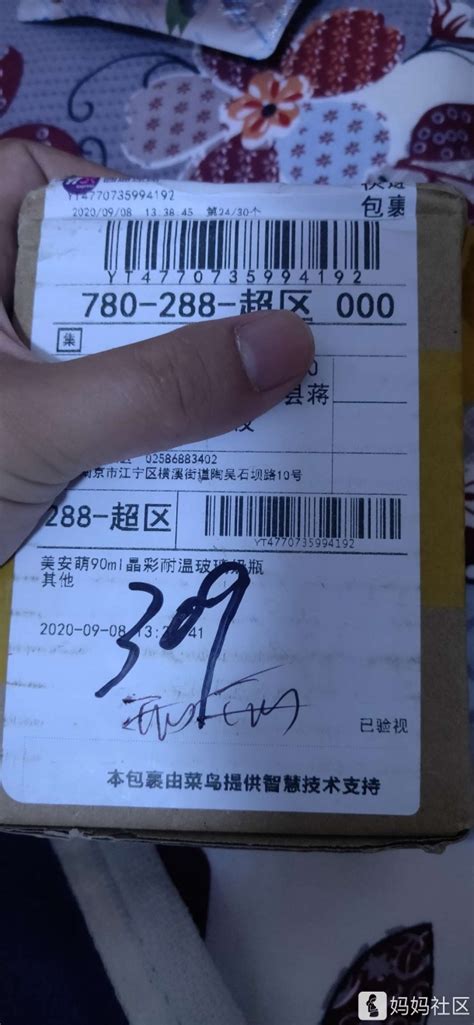 YT4770735994192
2020/09/08 13.38.45 第24/30个
包裹
YT4770735994192
780-288-超区 000
集
县蒋
02586883402
南京市江宁区横溪街道陶吴石坝路10号
288-超区
YT4770735994192
美安萌90ml晶彩耐温玻璃奶瓶
其他
309
2020-09-08 13:2 41
已验视
本包裹由菜鸟提供智慧技术支持
妈妈社区